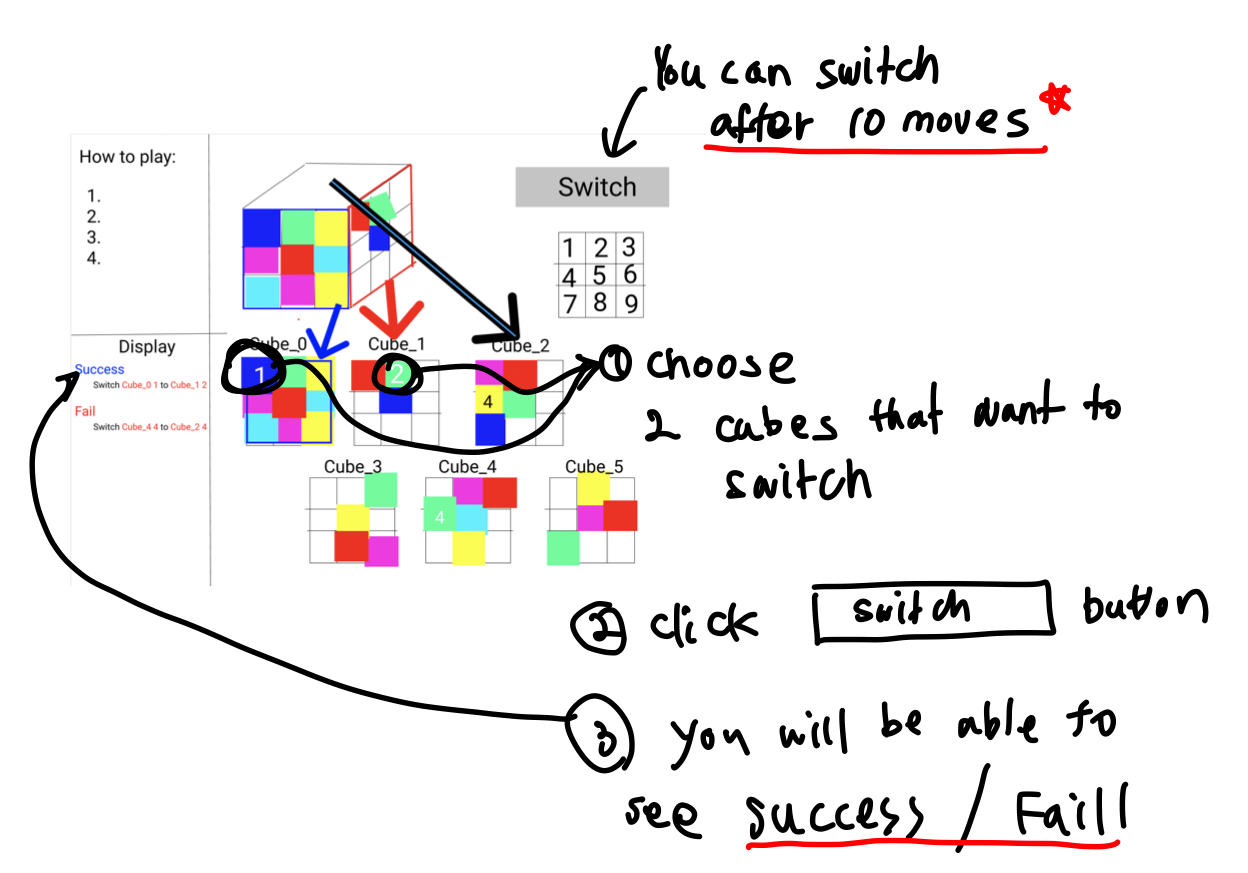 You can switch
after 10 moves
How to play:
1.
2.
3.
4.
Switch
1 2 3
4 5 6
7 8 9
Display
Success
Switch Cube_0 1 to Cube_1 2
Fail
Switch Cube_4 4 to Cube_2 4
Cube_0
Cube_1
Cube_2
1
2
4
Cube_3
Cube_4
Cube_5
4
① choose
2 cubes that want to
switch
② click switch button
③ you will be able to
see success / Faill